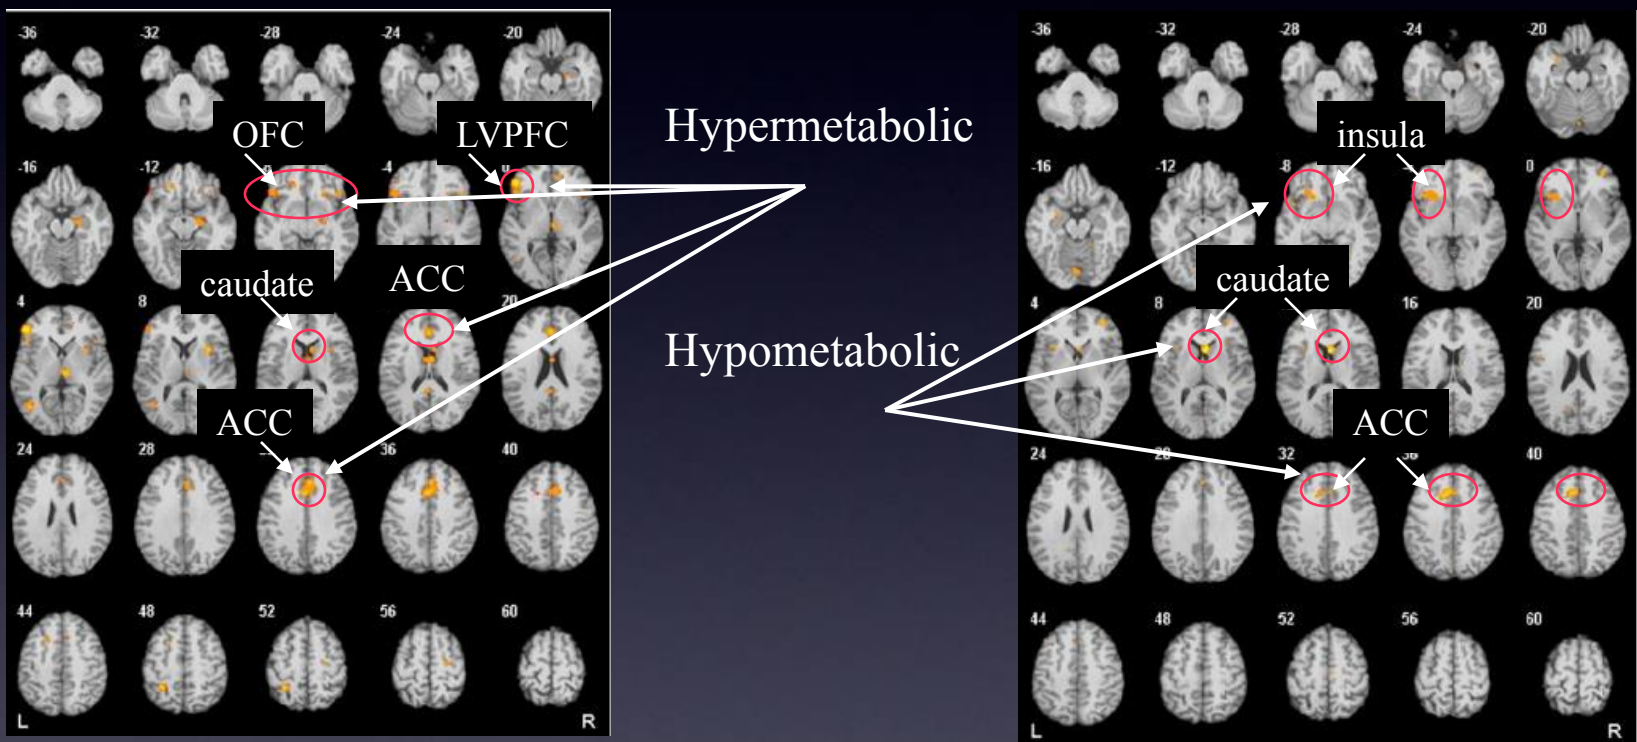 -36 -32 -28 -24 -20
OFC LVPFC
-16 -12 -4
caudate ACC
4 8 20
ACC
24 28 36 40
44 48 52 56 60
L R
Hypermetabolic
Hypometabolic
-36 -32 -28 -24 -20
insula
-16 -12 -8 0
caudate
4 8 16 20
ACC
24 28 32 40
44 48 52 56 60
L R